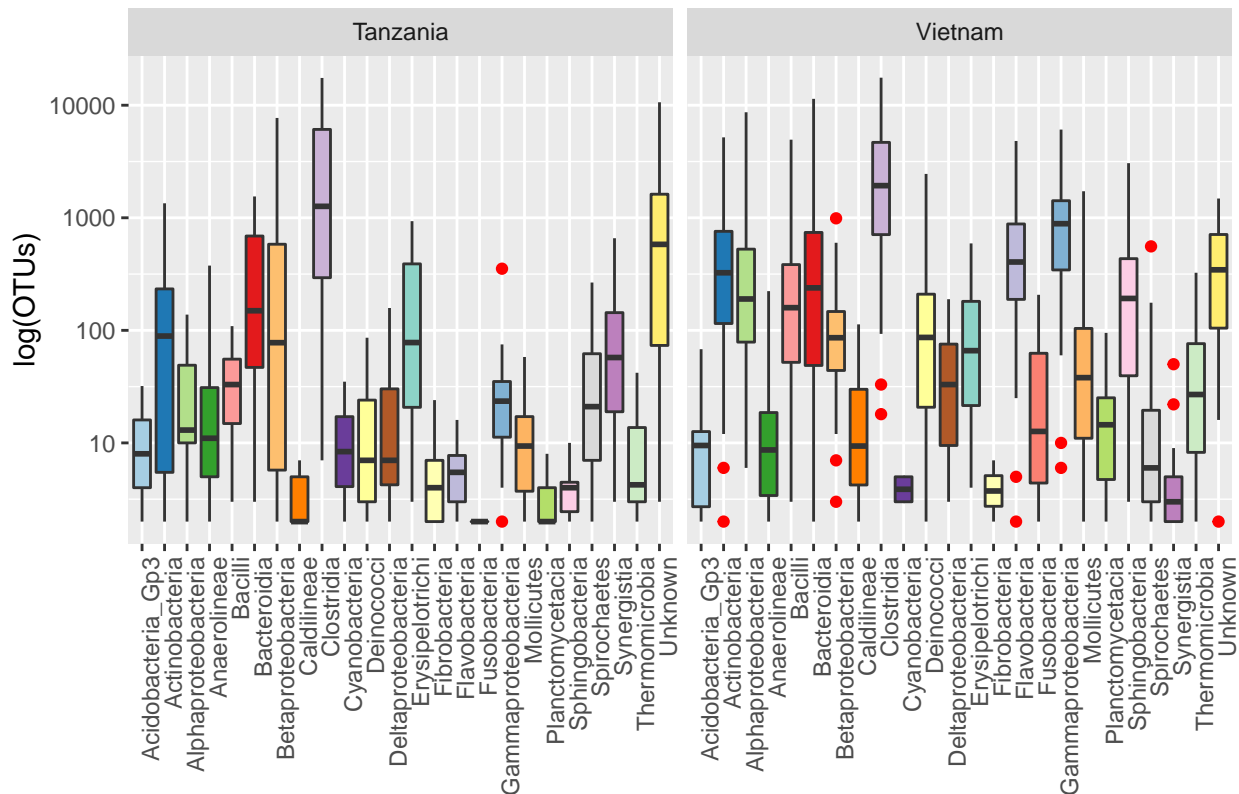 Tanzania
Vietnam
10000
1000
100
10
log(OTUs)
Acidobacteria_Gp3
Actinobacteria
Alphaproteobacteria
Anaerolineae
Bacilli
Bacteroidia
Betaproteobacteria
Caldilineae
Clostridia
Cyanobacteria
Deinococci
Deltaproteobacteria
Erysipelotrichi
Fibrobacteria
Flavobacteria
Fusobacteria
Gammaproteobacteria
Mollicutes
Planctomycetacia
Sphingobacteria
Spirochaetes
Synergistia
Thermomicrobia
Unknown
Acidobacteria_Gp3
Actinobacteria
Alphaproteobacteria
Anaerolineae
Bacilli
Bacteroidia
Betaproteobacteria
Caldilineae
Clostridia
Cyanobacteria
Deinococci
Deltaproteobacteria
Erysipelotrichi
Fibrobacteria
Flavobacteria
Fusobacteria
Gammaproteobacteria
Mollicutes
Planctomycetacia
Sphingobacteria
Spirochaetes
Synergistia
Thermomicrobia
Unknown